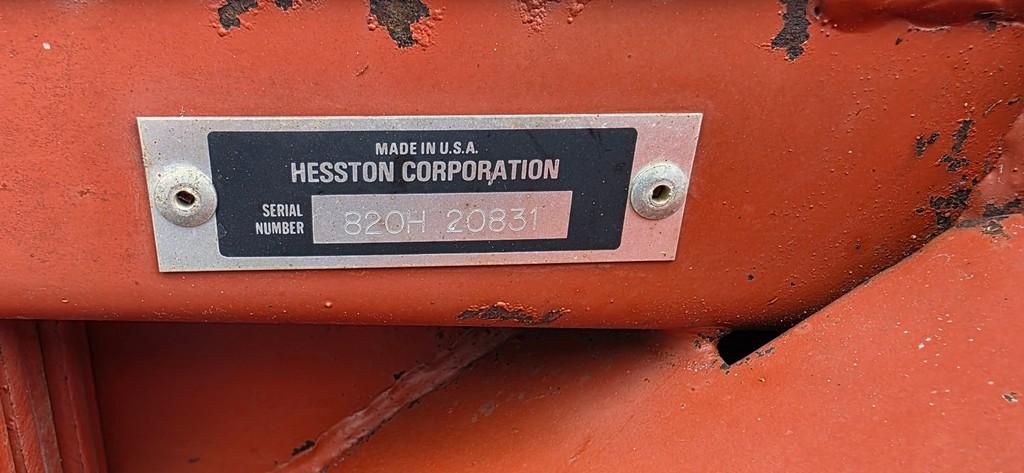 MADE IN U.S.A.
HESSTON CORPORATION
SERIAL
NUMBER
820H 20831